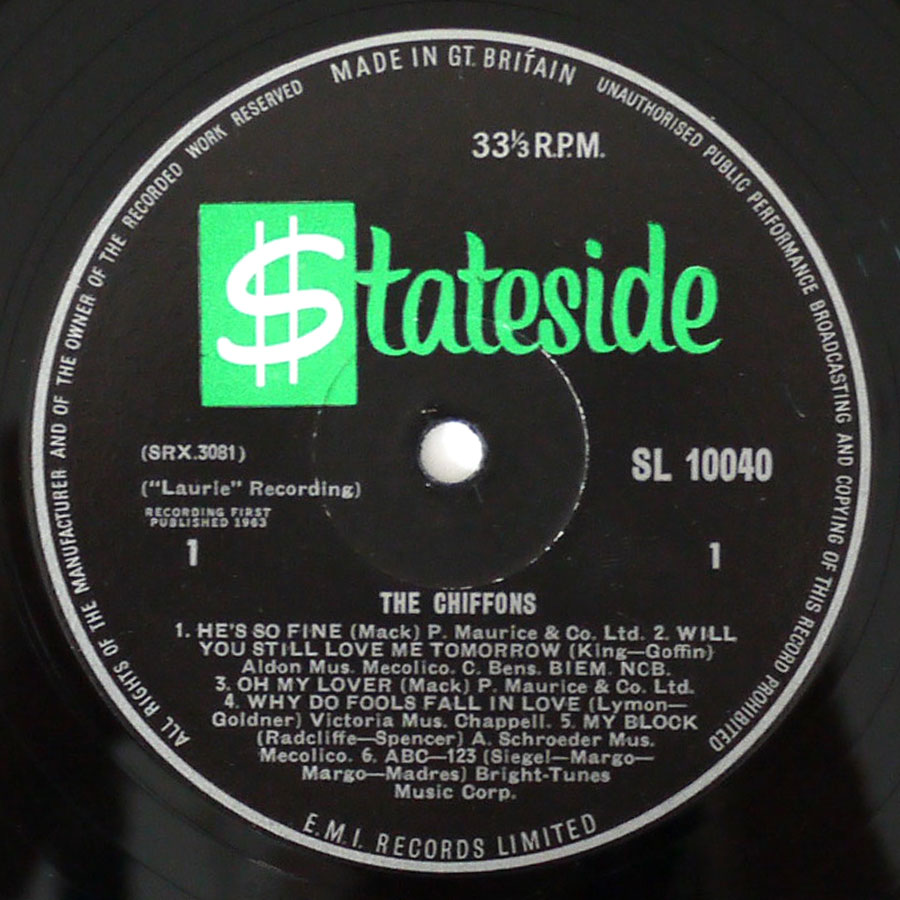 MADE IN GT. BRITAIN
UNAUTHORISED PUBLIC PERFORMANCE BROADCASTING AND COPYING OF THIS RECORD PROHIBITED
ALL RIGHTS OF THE MANUFACTURER AND OF THE OWNER OF THE RECORDED WORK RESERVED
33⅓ R.P.M.
$tateside
(SRX.3081)
SL 10040
("Laurie" Recording)
RECORDING FIRST
PUBLISHED 1963
1
1
THE CHIFFONS
1. HE'S SO FINE (Mack) P. Maurice & Co. Ltd. 2. WILL
YOU STILL LOVE ME TOMORROW (King—Goffin)
Aldon Mus. Mecolico. C. Bens. BIEM. NCB.
3. OH MY LOVER (Mack) P. Maurice & Co. Ltd.
4. WHY DO FOOLS FALL IN LOVE (Lymon—
Goldner) Victoria Mus. Chappell. 5. MY BLOCK
(Radcliffe—Spencer) A. Schroeder Mus.
Mecolico. 6. ABC—123 (Siegel—Margo—
Margo—Madres) Bright-Tunes
Music Corp.
E.M.I. RECORDS LIMITED